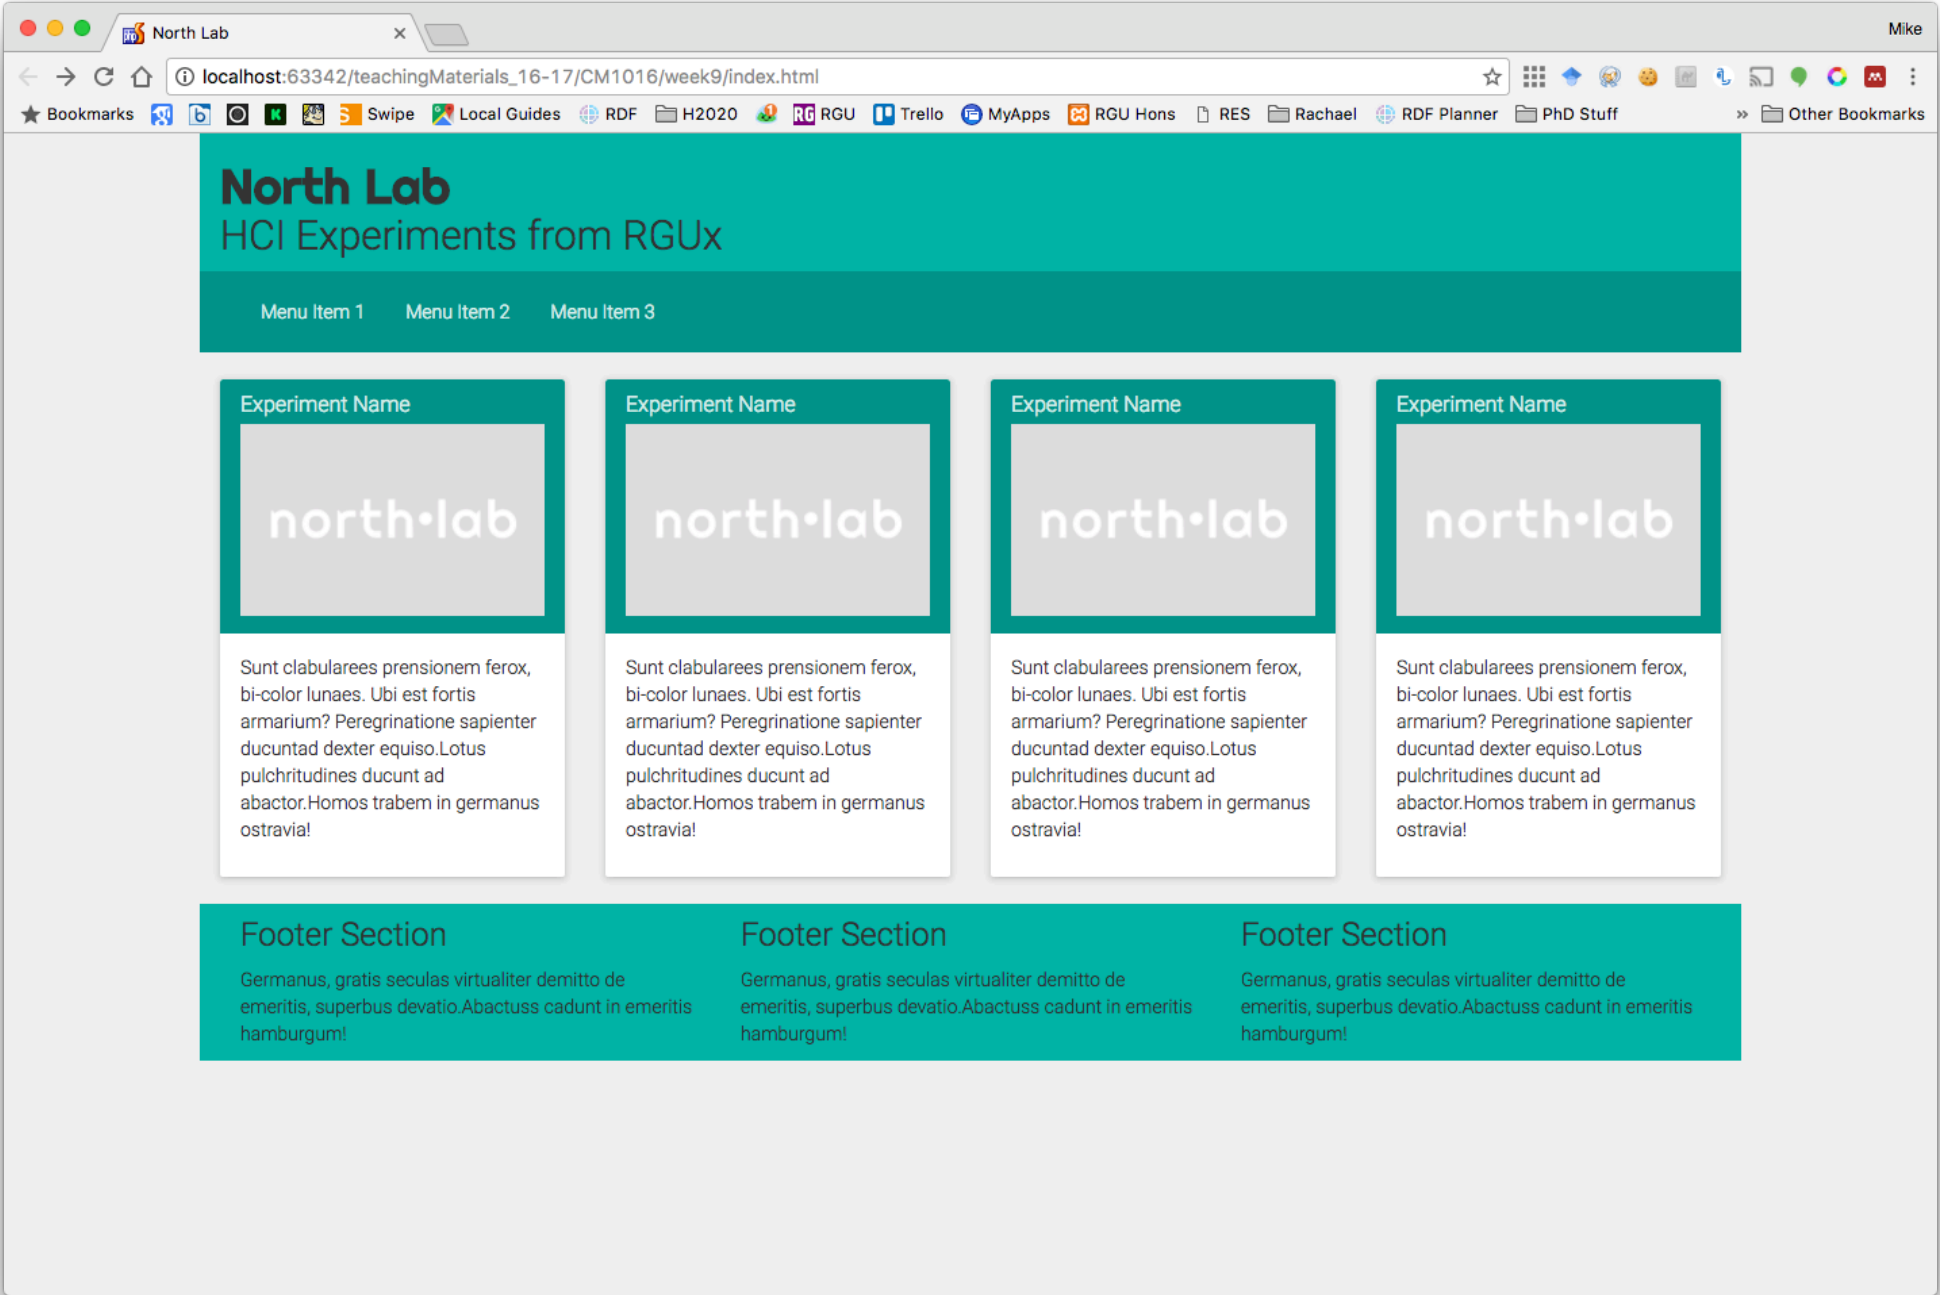 North Lab
Mike
localhost:63342/teachingMaterials_16-17/CM1016/week9/index.html
Bookmarks Swipe Local Guides RDF H2020 RG RGU Trello MyApps RGU Hons RES Rachael RDF Planner PhD Stuff » Other Bookmarks
North Lab
HCI Experiments from RGUx
Menu Item 1 Menu Item 2 Menu Item 3
Experiment Name
north•lab
Sunt clabularees prensionem ferox,
bi-color lunaes. Ubi est fortis
armarium? Peregrinatione sapienter
ducuntad dexter equiso.Lotus
pulchritudines ducunt ad
abactor.Homos trabem in germanus
ostravia!
Experiment Name
north•lab
Sunt clabularees prensionem ferox,
bi-color lunaes. Ubi est fortis
armarium? Peregrinatione sapienter
ducuntad dexter equiso.Lotus
pulchritudines ducunt ad
abactor.Homos trabem in germanus
ostravia!
Experiment Name
north•lab
Sunt clabularees prensionem ferox,
bi-color lunaes. Ubi est fortis
armarium? Peregrinatione sapienter
ducuntad dexter equiso.Lotus
pulchritudines ducunt ad
abactor.Homos trabem in germanus
ostravia!
Experiment Name
north•lab
Sunt clabularees prensionem ferox,
bi-color lunaes. Ubi est fortis
armarium? Peregrinatione sapienter
ducuntad dexter equiso.Lotus
pulchritudines ducunt ad
abactor.Homos trabem in germanus
ostravia!
Footer Section
Germanus, gratis seculas virtualiter demitto de
emeritis, superbus devatio.Abactuss cadunt in emeritis
hamburgum!
Footer Section
Germanus, gratis seculas virtualiter demitto de
emeritis, superbus devatio.Abactuss cadunt in emeritis
hamburgum!
Footer Section
Germanus, gratis seculas virtualiter demitto de
emeritis, superbus devatio.Abactuss cadunt in emeritis
hamburgum!